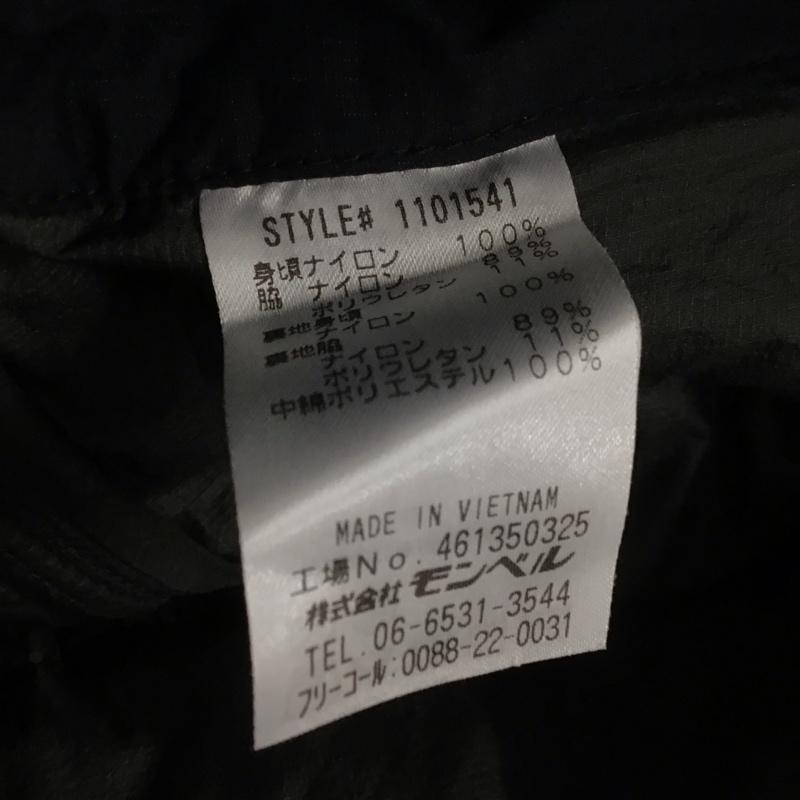 STYLE# 1101541
身頃ナイロン 100%
脇 ナイロン 89%
ポリウレタン 11%
裏地身頃
ナイロン 100%
裏地脇
ナイロン 89%
ポリウレタン 11%
中綿ポリエステル100%
MADE IN VIETNAM
工場No. 461350325
株式会社 モンベル
TEL. 06-6531-3544
フリーコール:0088-22-0031